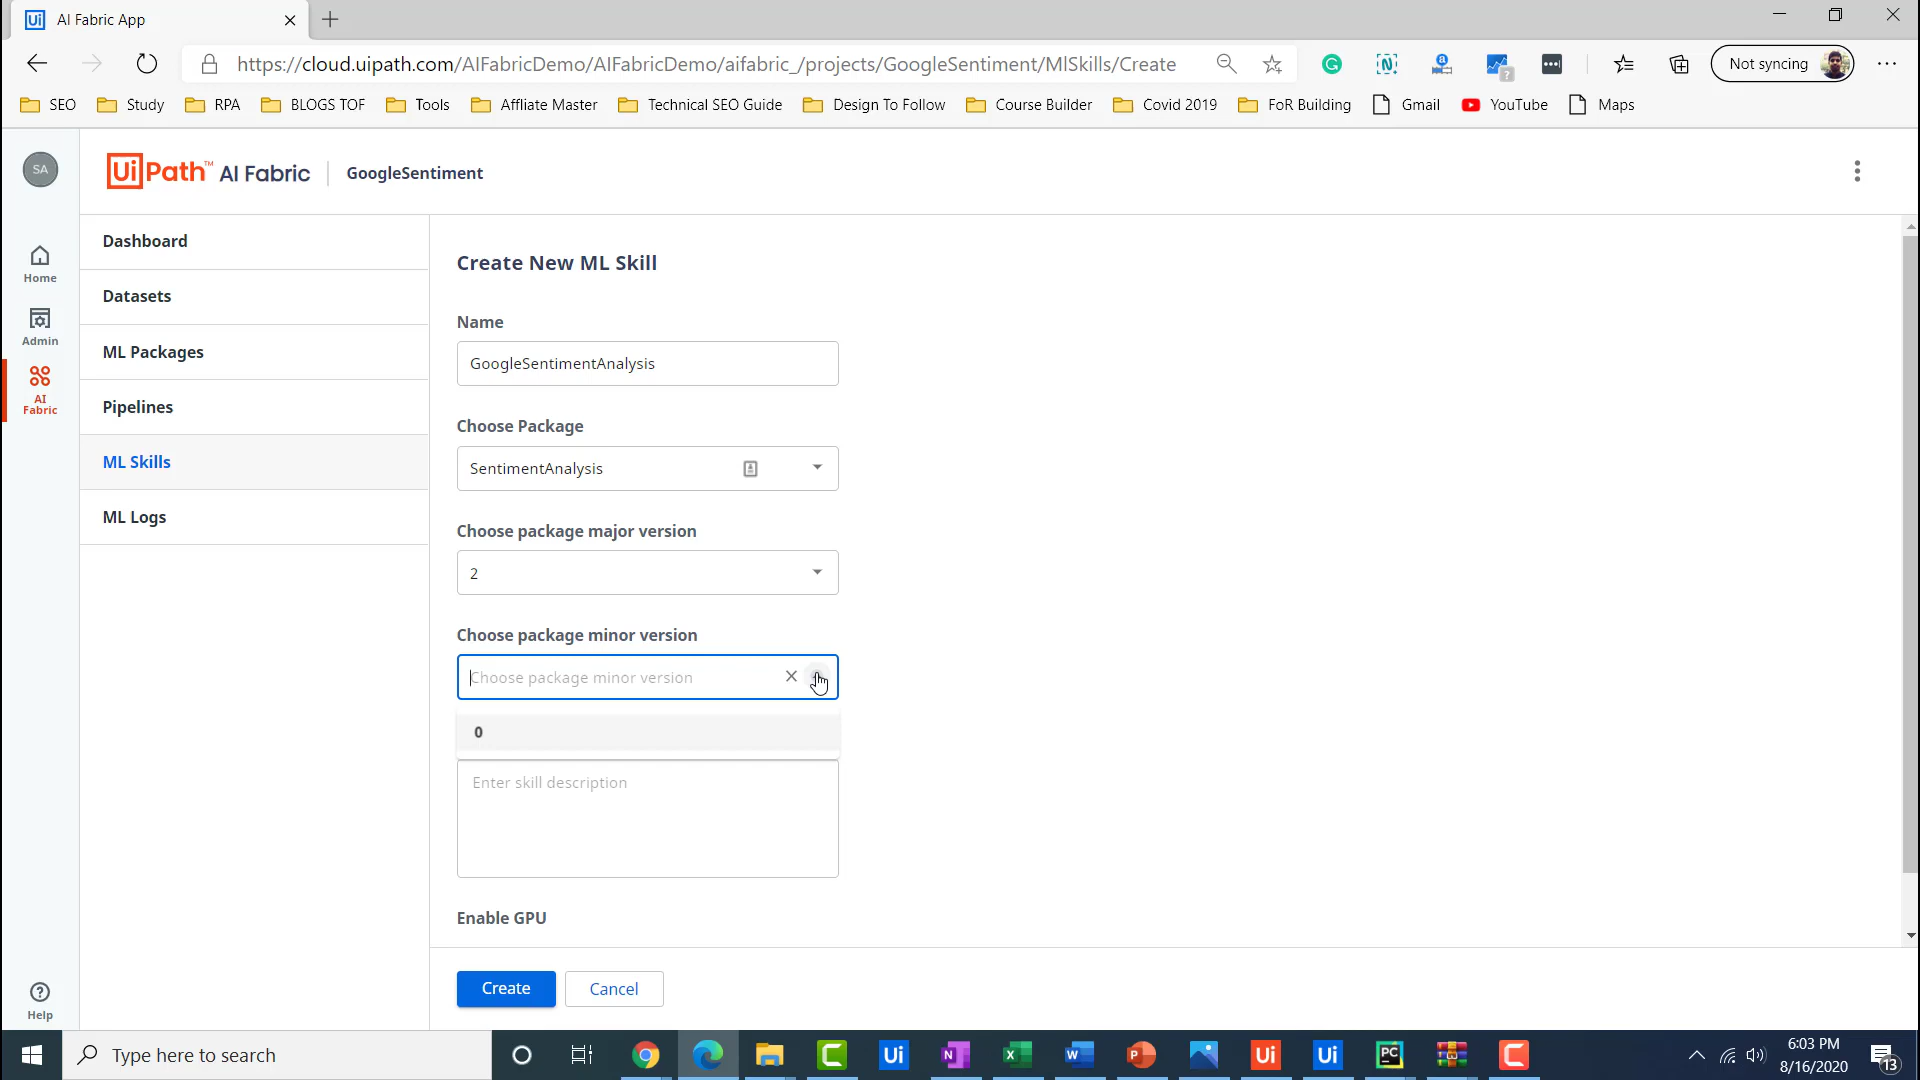 AI Fabric App
https://cloud.uipath.com/AIFabricDemo/AIFabricDemo/aifabric_/projects/GoogleSentiment/MlSkills/Create
Not syncing
SEO Study RPA BLOGS TOF Tools Affliate Master Technical SEO Guide Design To Follow Course Builder Covid 2019 FoR Building Gmail YouTube Maps
SA
UiPath™ AI Fabric GoogleSentiment
Home
Admin
AI
Fabric
Help
Dashboard
Datasets
ML Packages
Pipelines
ML Skills
ML Logs
Create New ML Skill
Name
GoogleSentimentAnalysis
Choose Package
SentimentAnalysis
Choose package major version
2
Choose package minor version
Choose package minor version
0
Enter skill description
Enable GPU
Create Cancel
Type here to search
6:03 PM
8/16/2020
13